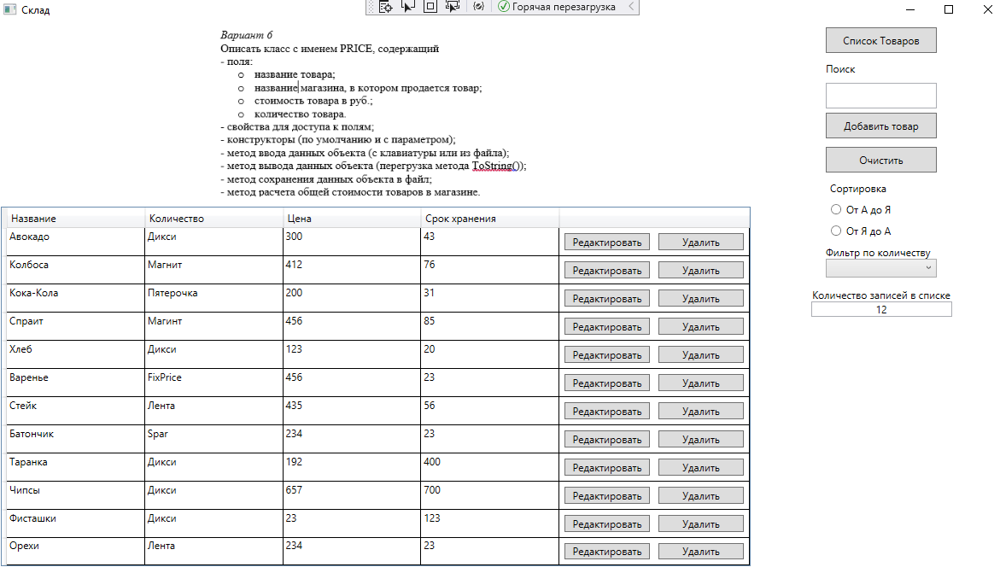 Склад
Горячая перезагрузка
Вариант 6
Описать класс с именем PRICE, содержащий
- поля:
o название товара;
o название магазина, в котором продается товар;
o стоимость товара в руб.;
o количество товара.
- свойства для доступа к полям;
- конструкторы (по умолчанию и с параметром);
- метод ввода данных объекта (с клавиатуры или из файла);
- метод вывода данных объекта (перегрузка метода ToString());
- метод сохранения данных объекта в файл;
- метод расчета общей стоимости товаров в магазине.
Список Товаров
Поиск
Добавить товар
Очистить
Сортировка
От А до Я
От Я до А
Фильтр по количеству
Количество записей в списке
12
Название Количество Цена Срок хранения
Авокадо Дикси 300 43 Редактировать Удалить
Колбоса Магнит 412 76 Редактировать Удалить
Кока-Кола Пятерочка 200 31 Редактировать Удалить
Спраит Магинт 456 85 Редактировать Удалить
Хлеб Дикси 123 20 Редактировать Удалить
Варенье FixPrice 456 23 Редактировать Удалить
Стейк Лента 435 56 Редактировать Удалить
Батончик Spar 234 23 Редактировать Удалить
Таранка Дикси 192 400 Редактировать Удалить
Чипсы Дикси 657 700 Редактировать Удалить
Фисташки Дикси 23 123 Редактировать Удалить
Орехи Лента 234 23 Редактировать Удалить